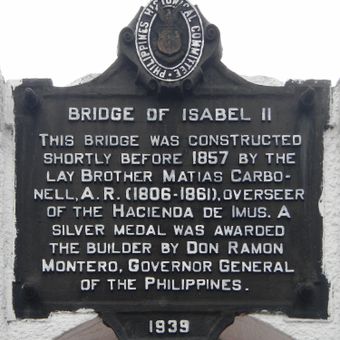 PHILIPPINES HISTORICAL COMMITTEE
BRIDGE OF ISABEL II
THIS BRIDGE WAS CONSTRUCTED
SHORTLY BEFORE 1857 BY THE
LAY BROTHER MATIAS CARBO-
NELL, A.R. (1806-1861), OVERSEER
OF THE HACIENDA DE IMUS. A
SILVER MEDAL WAS AWARDED
THE BUILDER BY DON RAMON
MONTERO, GOVERNOR GENERAL
OF THE PHILIPPINES.
1939